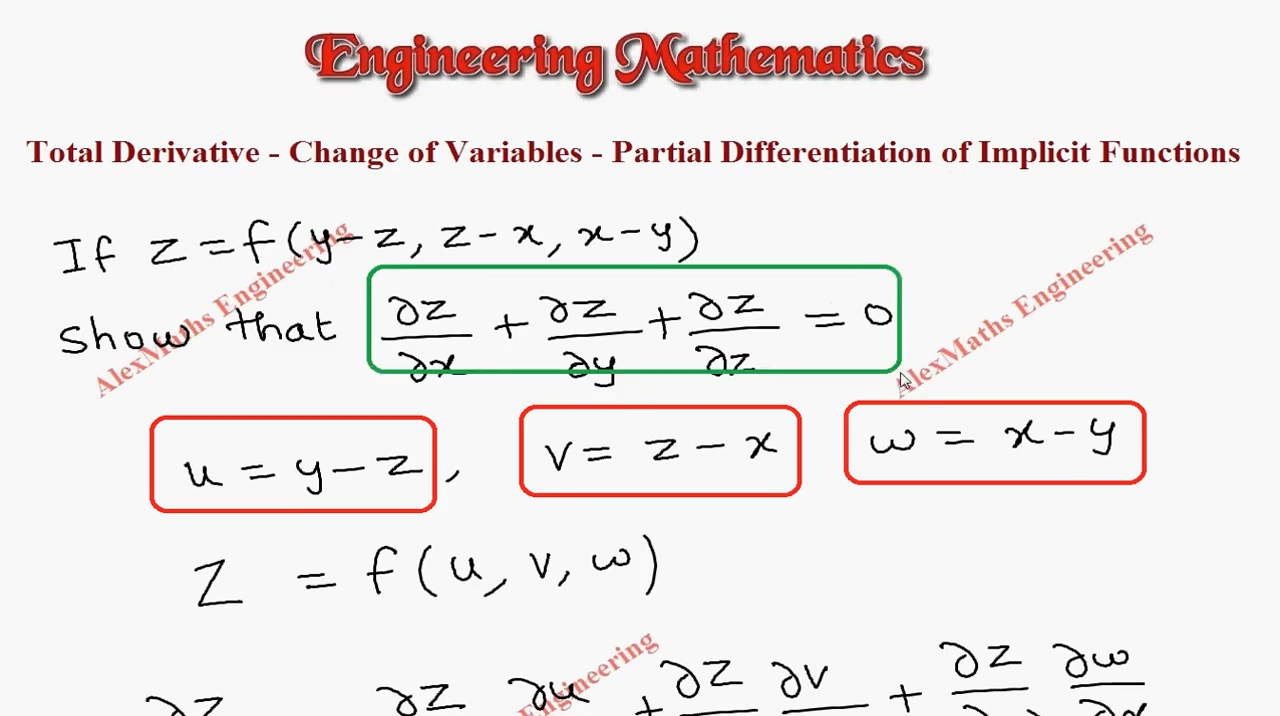 Engineering Mathematics
Total Derivative - Change of Variables - Partial Differentiation of Implicit Functions
If z = f(y-z, z-x, x-y)
Show that ∂z/∂x + ∂z/∂y + ∂z/∂z = 0
u = y-z, v = z-x w = x-y
Z = f(u, v, w)
∂Z ∂Z ∂u + ∂Z ∂v + ∂Z ∂w
∂x
AlexMaths Engineering
AlexMaths Engineering
Engineering